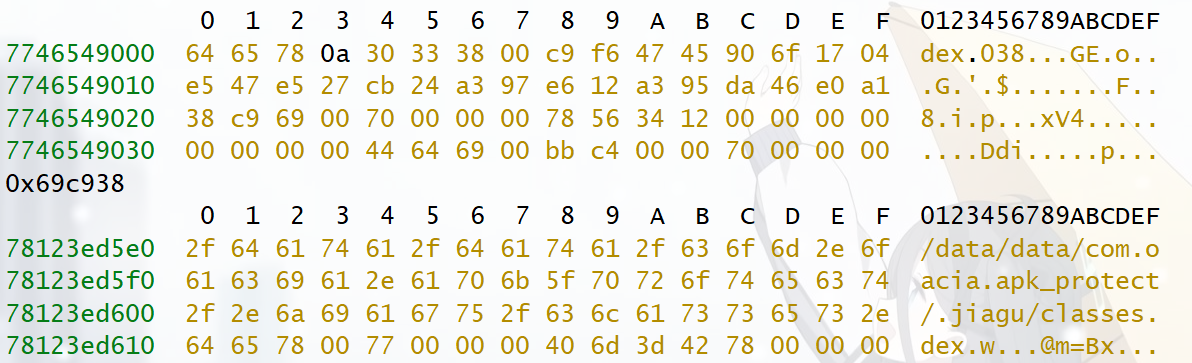 0 1 2 3 4 5 6 7 8 9 A B C D E F 0123456789ABCDEF
7746549000 64 65 78 0a 30 33 38 00 c9 f6 47 45 90 6f 17 04 dex.038...GE.o..
7746549010 e5 47 e5 27 cb 24 a3 97 e6 12 a3 95 da 46 e0 a1 .G.'.$.......F..
7746549020 38 c9 69 00 70 00 00 00 78 56 34 12 00 00 00 00 8.i.p...xV4.....
7746549030 00 00 00 00 44 64 69 00 bb c4 00 00 70 00 00 00 ....Ddi.....p...
0x69c938
0 1 2 3 4 5 6 7 8 9 A B C D E F 0123456789ABCDEF
78123ed5e0 2f 64 61 74 61 2f 64 61 74 61 2f 63 6f 6d 2e 6f /data/data/com.o
78123ed5f0 61 63 69 61 2e 61 70 6b 5f 70 72 6f 74 65 63 74 acia.apk_protect
78123ed600 2f 2e 6a 69 61 67 75 2f 63 6c 61 73 73 65 73 2e /.jiagu/classes.
78123ed610 64 65 78 00 77 00 00 00 40 6d 3d 42 78 00 00 00 dex.w...@m=Bx...